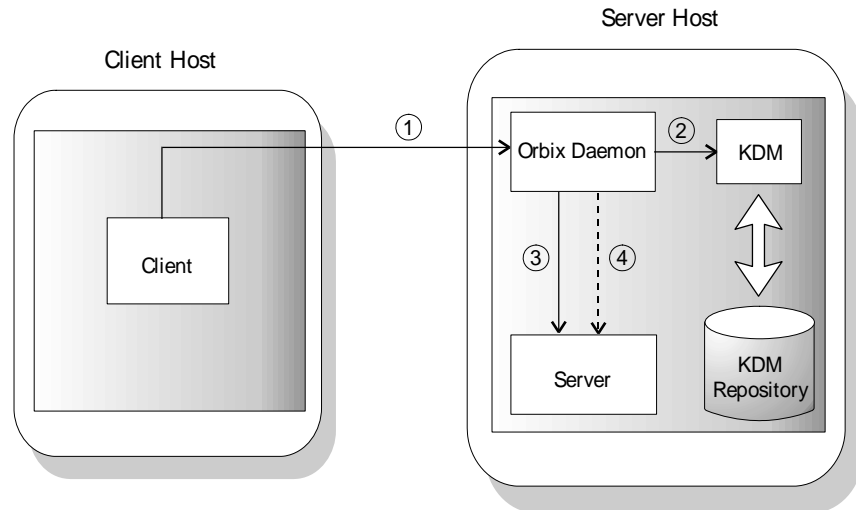 Server Host
Client Host
1
Orbix Daemon
2
KDM
Client
3
4
Server
KDM
Repository